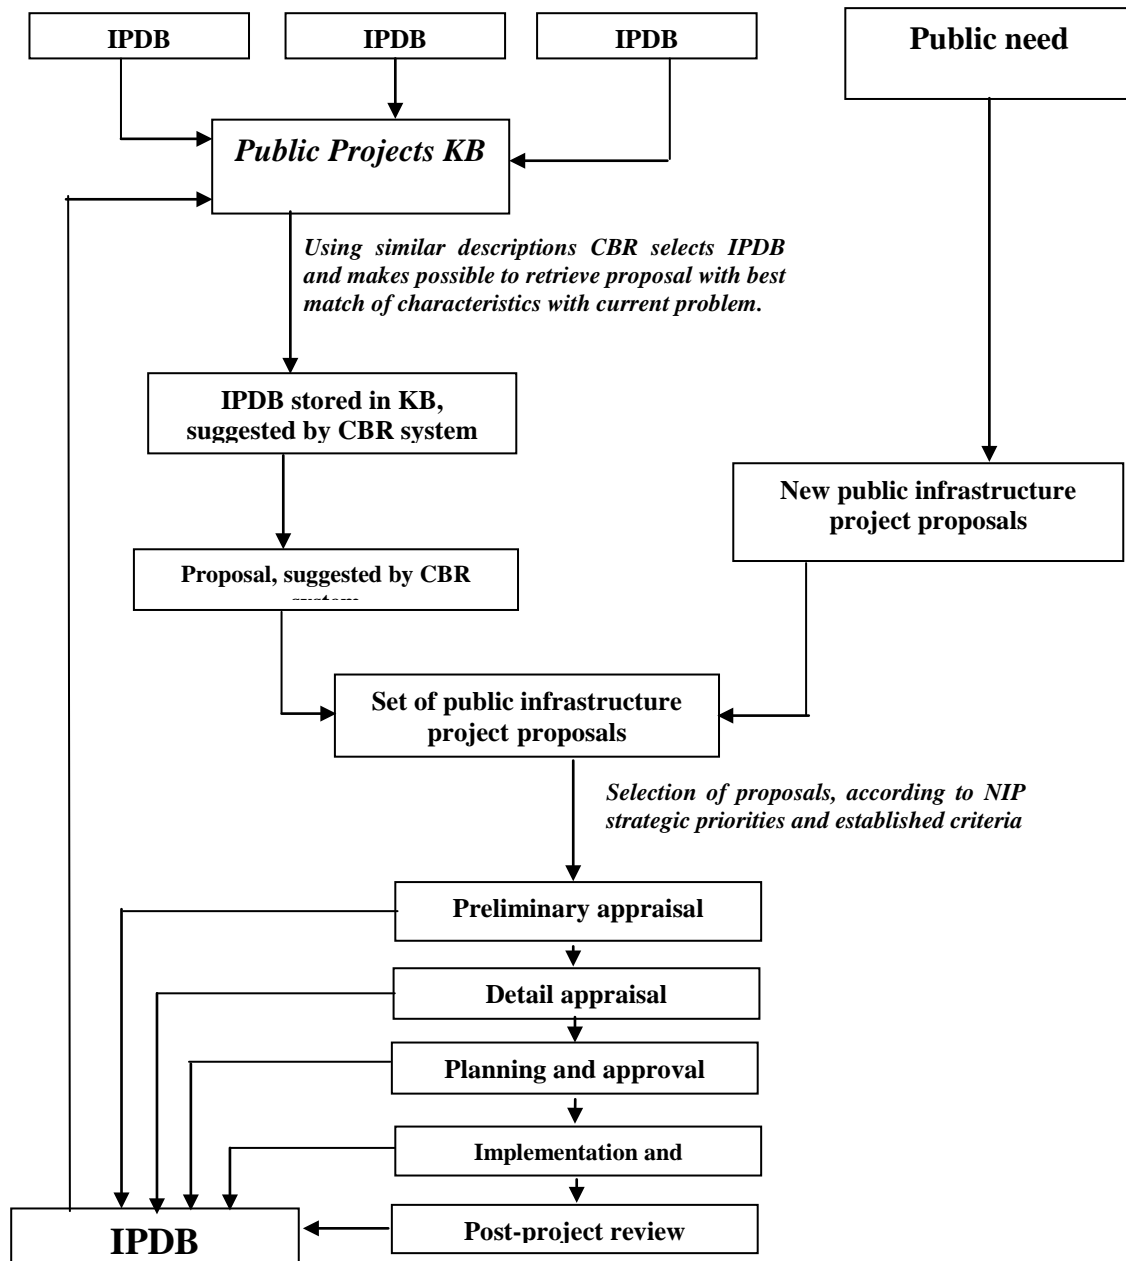 IPDB
IPDB
IPDB
Public need
Public Projects KB
Using similar descriptions CBR selects IPDB
and makes possible to retrieve proposal with best
match of characteristics with current problem.
IPDB stored in KB,
suggested by CBR system
New public infrastructure
project proposals
Proposal, suggested by CBR
system
Set of public infrastructure
project proposals
Selection of proposals, according to NIP
strategic priorities and established criteria
Preliminary appraisal
Detail appraisal
Planning and approval
Implementation and
Post-project review
IPDB